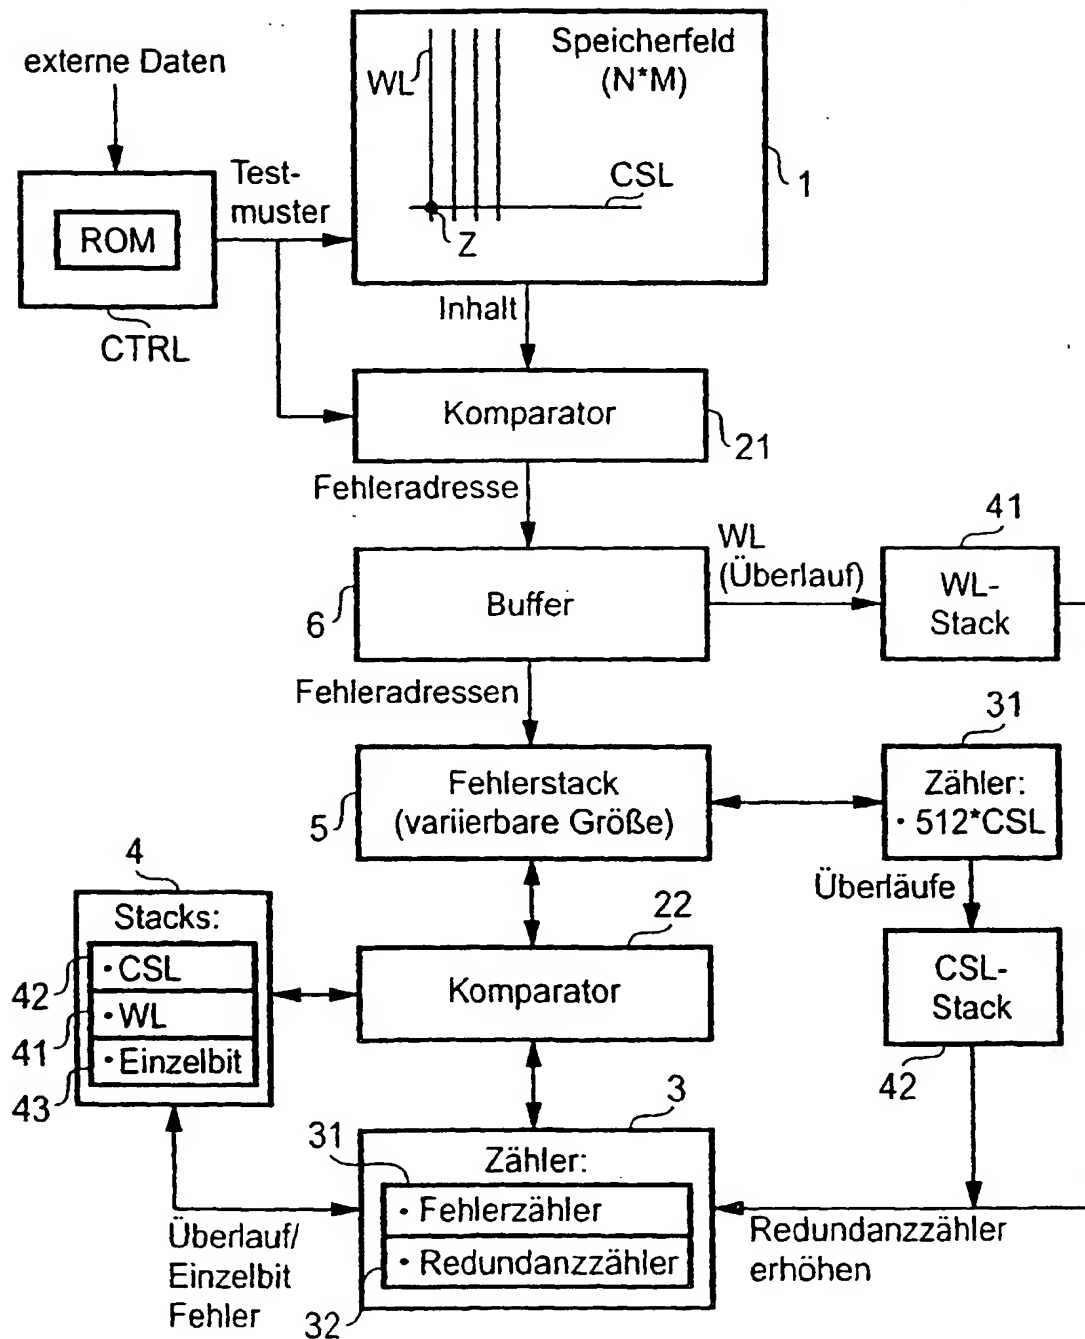 externe Daten
ROM
CTRL
Test-
muster
Speicherfeld
(N*M)
WL
CSL
Z
1
Inhalt
Komparator
21
Fehleradresse
Buffer
6
WL
(Überlauf)
41
WL-
Stack
Fehleradressen
Fehlerstack
(variierbare Größe)
5
31
Zähler:
· 512*CSL
Überläufe
4
Stacks:
· CSL
· WL
· Einzelbit
42
41
43
22
Komparator
CSL-
Stack
42
3
31
Zähler:
· Fehlerzähler
· Redundanzzähler
32
Überlauf/
Einzelbit
Fehler
Redundanzzähler
erhöhen